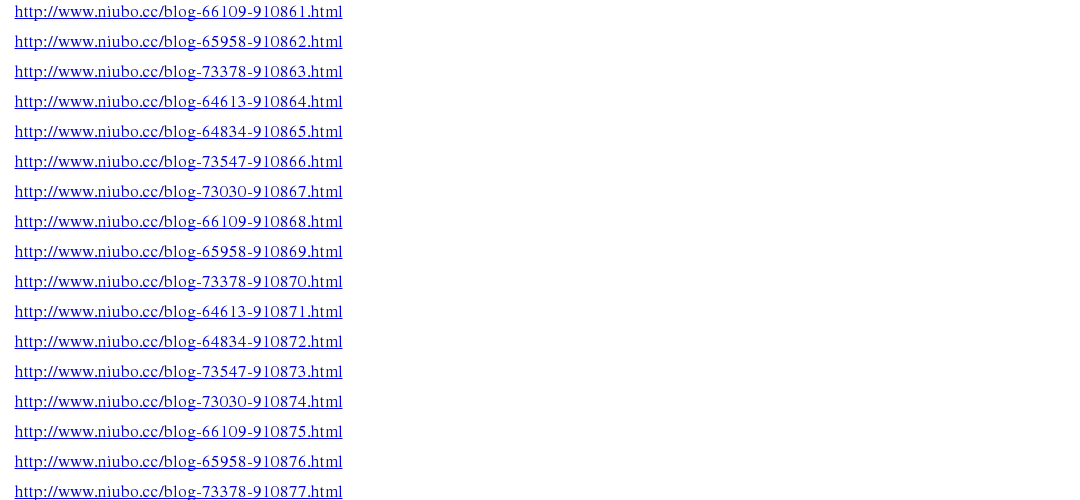 http://www.niubo.cc/blog-66109-910861.html
http://www.niubo.cc/blog-65958-910862.html
http://www.niubo.cc/blog-73378-910863.html
http://www.niubo.cc/blog-64613-910864.html
http://www.niubo.cc/blog-64834-910865.html
http://www.niubo.cc/blog-73547-910866.html
http://www.niubo.cc/blog-73030-910867.html
http://www.niubo.cc/blog-66109-910868.html
http://www.niubo.cc/blog-65958-910869.html
http://www.niubo.cc/blog-73378-910870.html
http://www.niubo.cc/blog-64613-910871.html
http://www.niubo.cc/blog-64834-910872.html
http://www.niubo.cc/blog-73547-910873.html
http://www.niubo.cc/blog-73030-910874.html
http://www.niubo.cc/blog-66109-910875.html
http://www.niubo.cc/blog-65958-910876.html
http://www.niubo.cc/blog-73378-910877.html